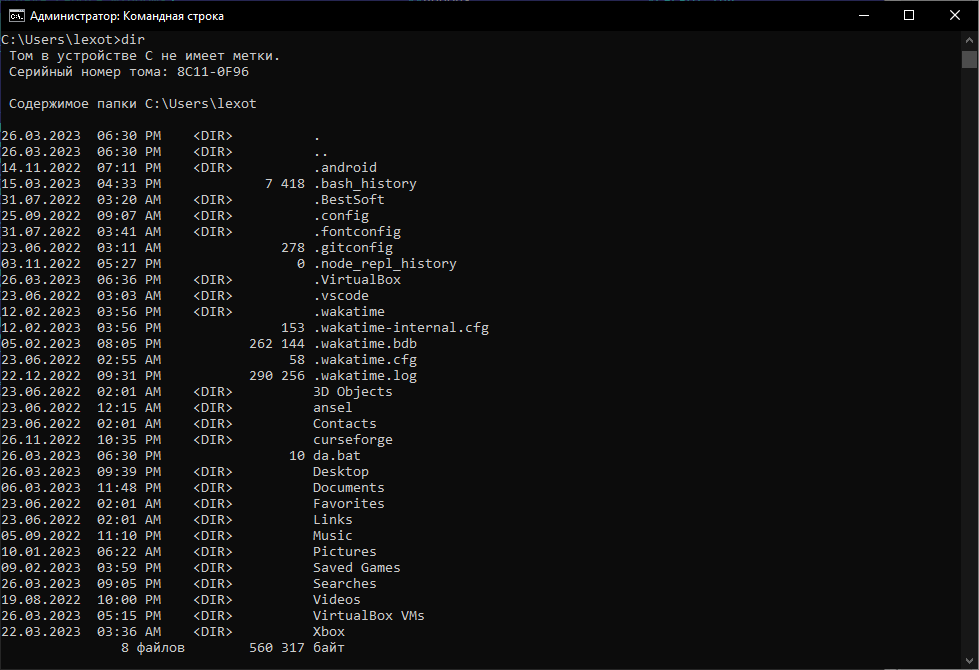 Администратор: Командная строка
C:\Users\lexot>dir
Том в устройстве C не имеет метки.
Серийный номер тома: 8C11-0F96
Содержимое папки C:\Users\lexot
26.03.2023  06:30 PM    <DIR>          .
26.03.2023  06:30 PM    <DIR>          ..
14.11.2022  07:11 PM    <DIR>          .android
15.03.2023  04:33 PM             7 418 .bash_history
31.07.2022  03:20 AM    <DIR>          .BestSoft
25.09.2022  09:07 AM    <DIR>          .config
31.07.2022  03:41 AM    <DIR>          .fontconfig
23.06.2022  03:11 AM               278 .gitconfig
03.11.2022  05:27 PM                 0 .node_repl_history
26.03.2023  06:36 PM    <DIR>          .VirtualBox
23.06.2022  03:03 AM    <DIR>          .vscode
12.02.2023  03:56 PM    <DIR>          .wakatime
12.02.2023  03:56 PM               153 .wakatime-internal.cfg
05.02.2023  08:05 PM           262 144 .wakatime.bdb
23.06.2022  02:55 AM                58 .wakatime.cfg
22.12.2022  09:31 PM           290 256 .wakatime.log
23.06.2022  02:01 AM    <DIR>          3D Objects
23.06.2022  12:15 AM    <DIR>          ansel
23.06.2022  02:01 AM    <DIR>          Contacts
26.11.2022  10:35 PM    <DIR>          curseforge
26.03.2023  06:30 PM                10 da.bat
26.03.2023  09:39 PM    <DIR>          Desktop
06.03.2023  11:48 PM    <DIR>          Documents
23.06.2022  02:01 AM    <DIR>          Favorites
23.06.2022  02:01 AM    <DIR>          Links
05.09.2022  11:10 PM    <DIR>          Music
10.01.2023  06:22 AM    <DIR>          Pictures
09.02.2023  03:59 PM    <DIR>          Saved Games
26.03.2023  09:05 PM    <DIR>          Searches
19.08.2022  10:00 PM    <DIR>          Videos
26.03.2023  05:15 PM    <DIR>          VirtualBox VMs
22.03.2023  03:36 AM    <DIR>          Xbox
8 файлов        560 317 байт